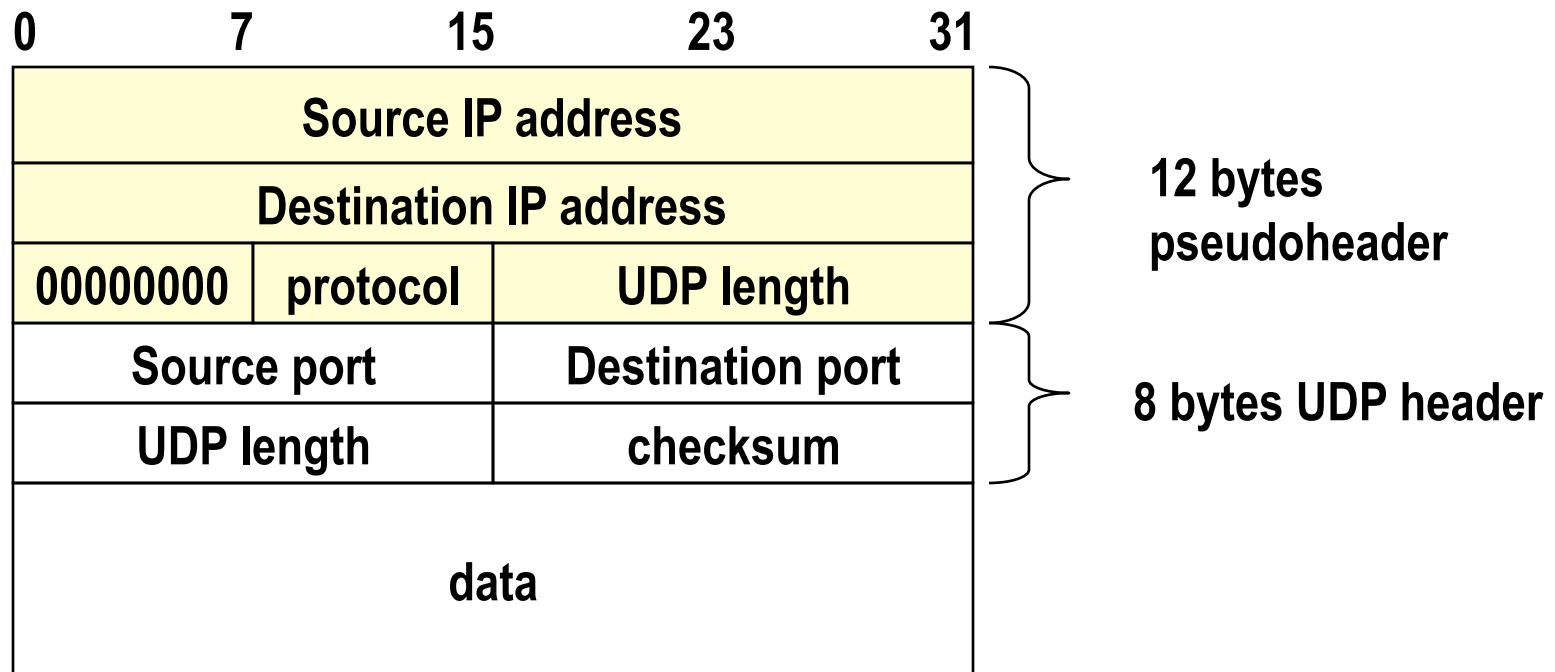 0 7 15 23 31
Source IP address
Destination IP address
00000000 protocol UDP length
12 bytes
pseudoheader
Source port Destination port
UDP length checksum
8 bytes UDP header
data